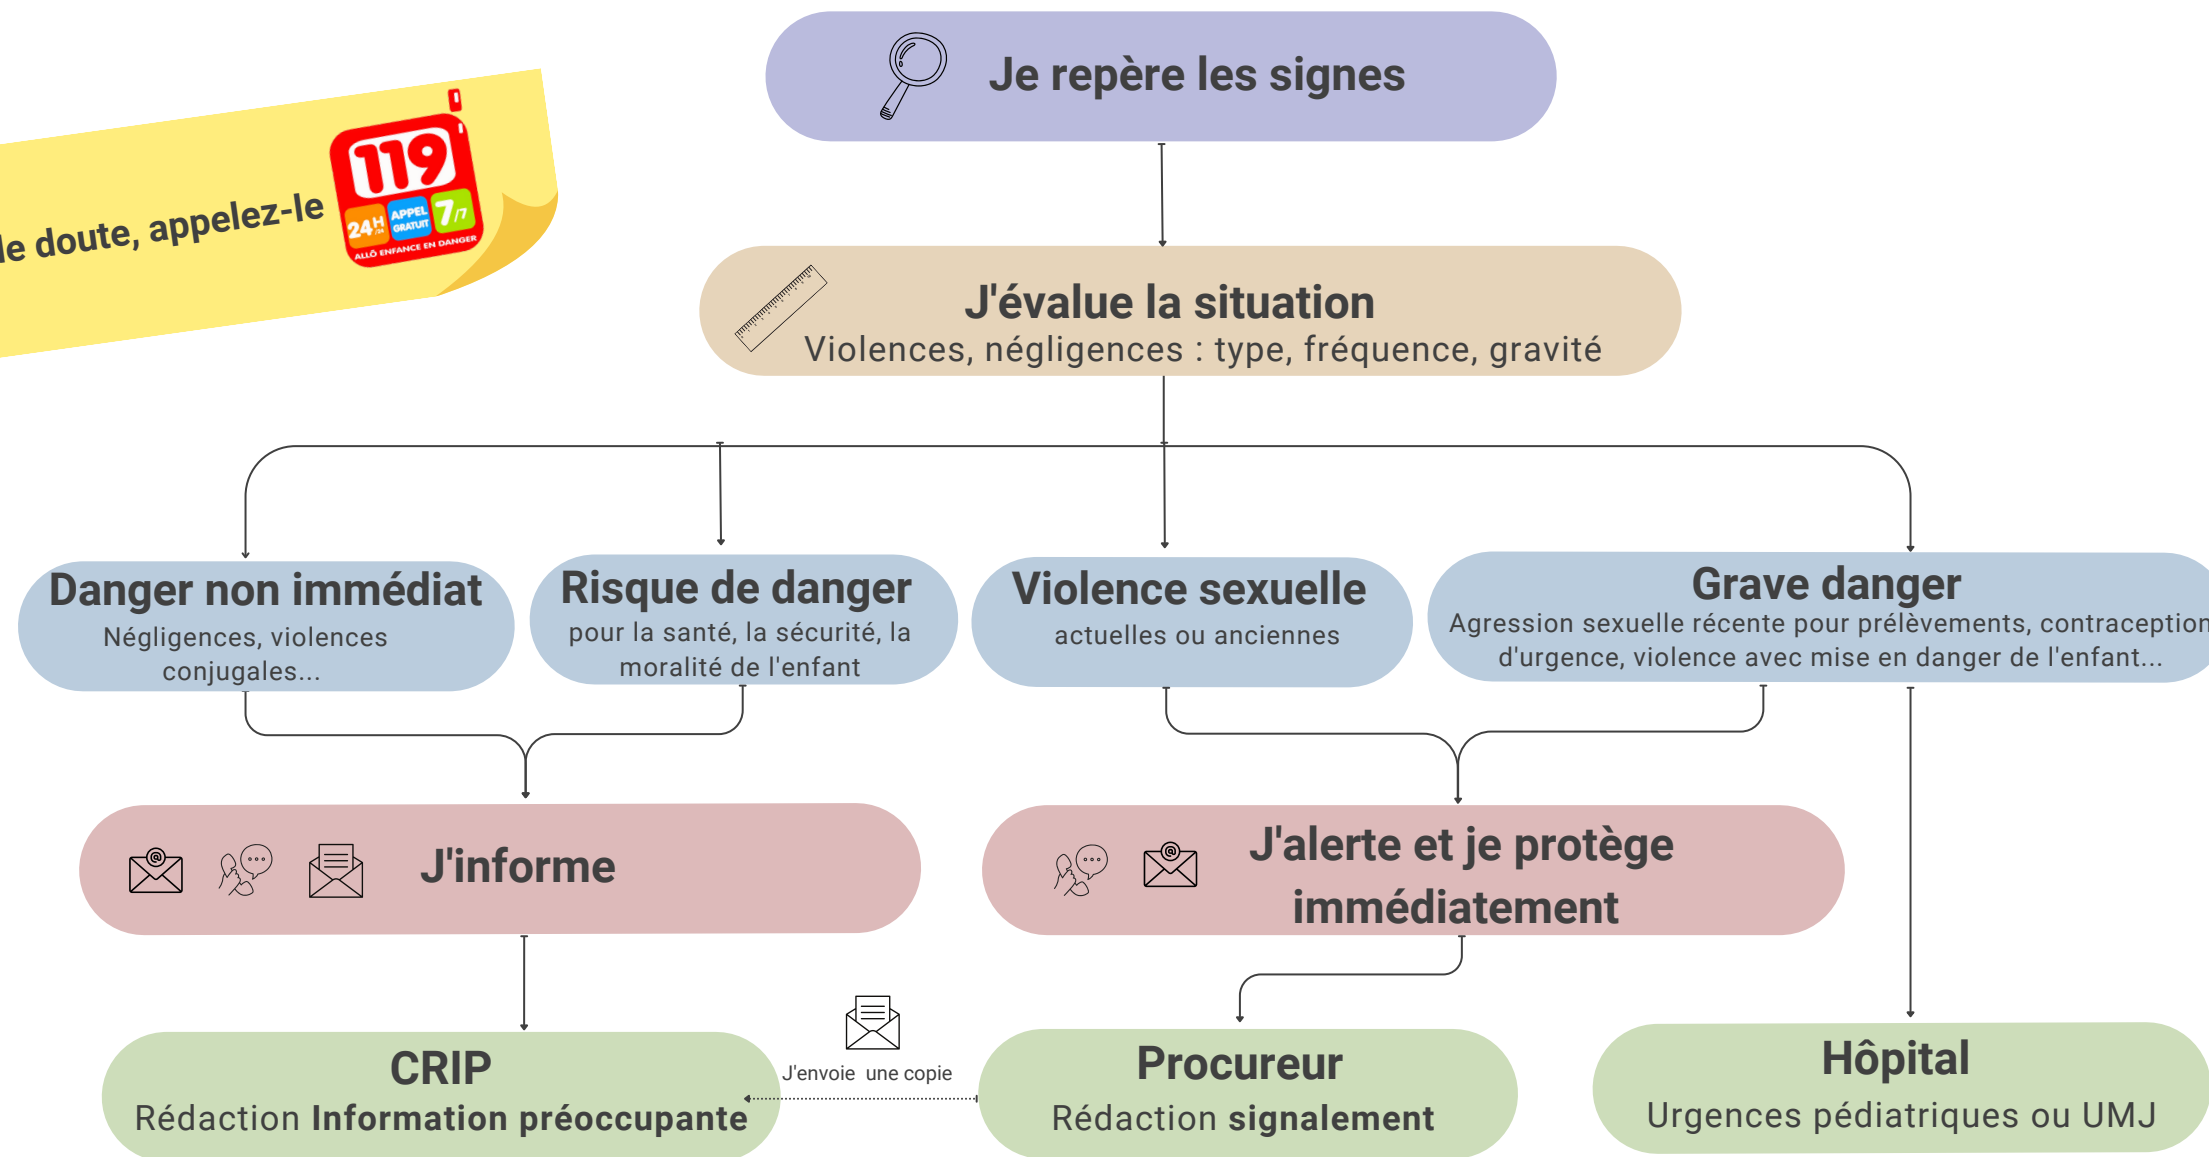 Je repère les signes
le doute, appelez-le
119
24H/24
APPEL GRATUIT
7/7
ALLÔ ENFANCE EN DANGER
J'évalue la situation
Violences, négligences : type, fréquence, gravité
Danger non immédiat
Négligences, violences
conjugales...
Risque de danger
pour la santé, la sécurité, la
moralité de l'enfant
Violence sexuelle
actuelles ou anciennes
Grave danger
Agression sexuelle récente pour prélèvements, contraception
d'urgence, violence avec mise en danger de l'enfant...
J'informe
J'alerte et je protège
immédiatement
CRIP
Rédaction Information préoccupante
J'envoie une copie
Procureur
Rédaction signalement
Hôpital
Urgences pédiatriques ou UMJ